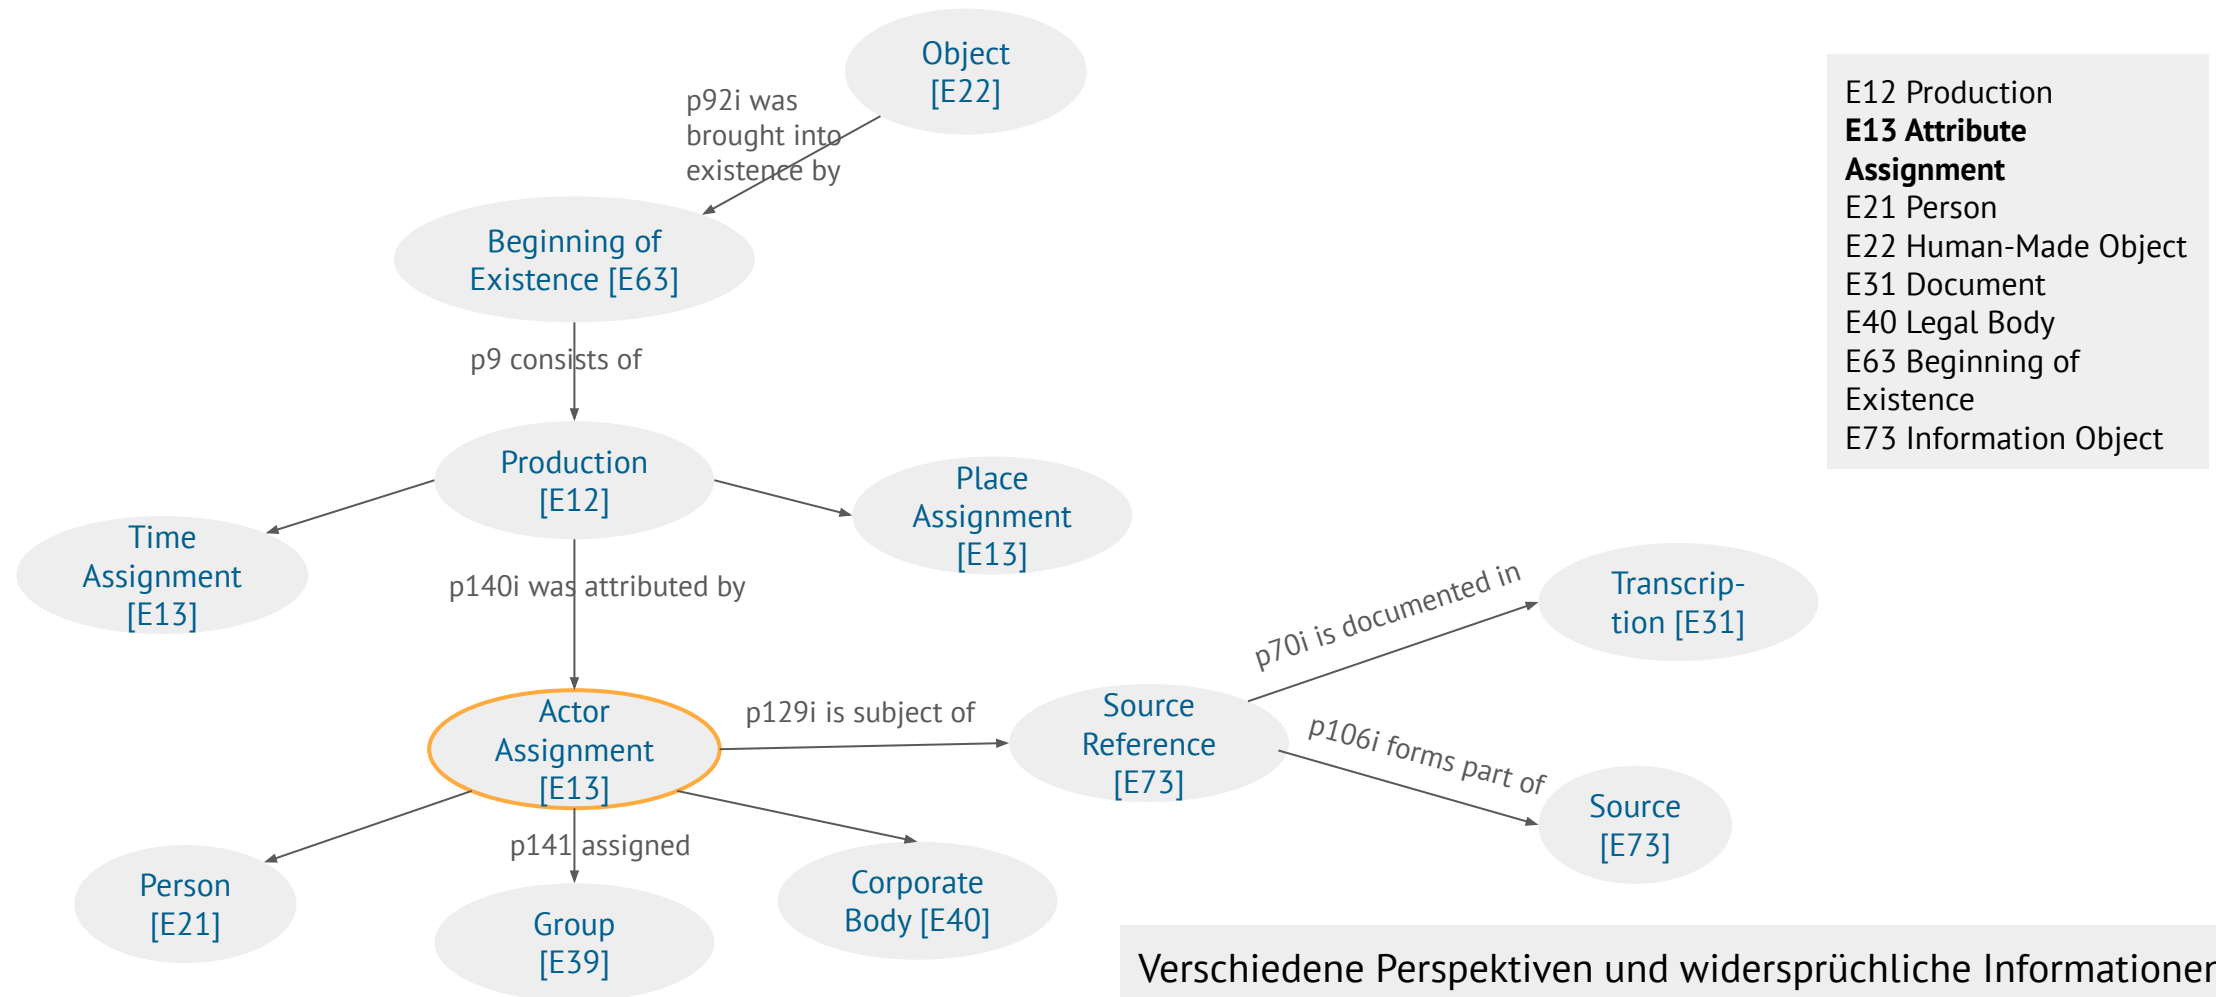 Object
[E22]
p92i was
brought into
existence by
Beginning of
Existence [E63]
p9 consists of
Production
[E12]
Place
Assignment
[E13]
Time
Assignment
[E13]
p140i was attributed by
Actor
Assignment
[E13]
p129i is subject of
Source
Reference
[E73]
p70i is documented in
Transcrip-
tion [E31]
p106i forms part of
Source
[E73]
p141 assigned
Person
[E21]
Group
[E39]
Corporate
Body [E40]
E12 Production
E13 Attribute
Assignment
E21 Person
E22 Human-Made Object
E31 Document
E40 Legal Body
E63 Beginning of
Existence
E73 Information Object
Verschiedene Perspektiven und widersprüchliche Informationen